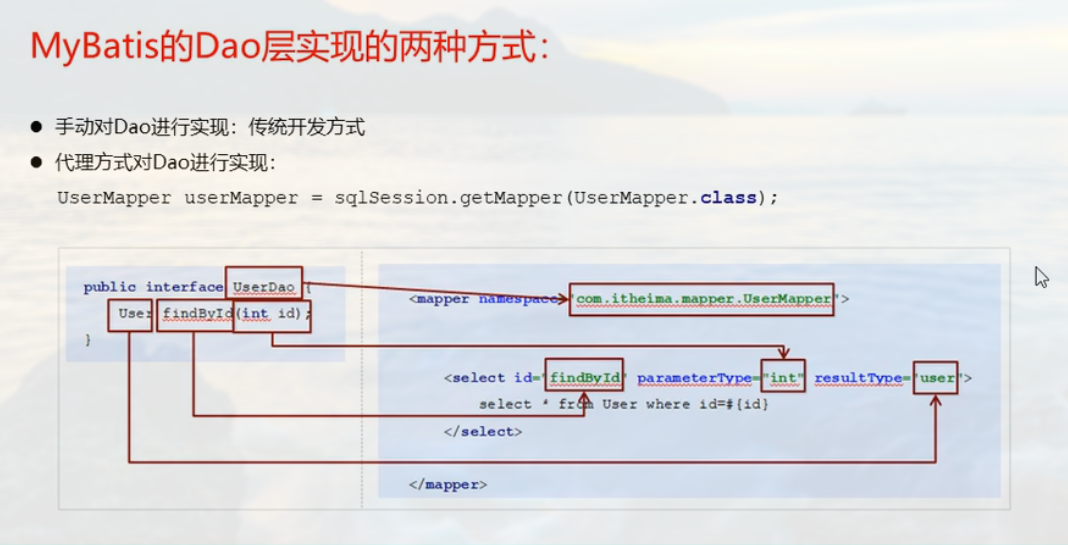 MyBatis的Dao层实现的两种方式：
● 手动对Dao进行实现：传统开发方式
● 代理方式对Dao进行实现：
UserMapper userMapper = sqlSession.getMapper(UserMapper.class);
public interface UserDao {
User findById(int id);
}
<mapper namespace="com.itheima.mapper.UserMapper">
<select id="findById" parameterType="int" resultType="user">
select * from User where id=#{id}
</select>
</mapper>